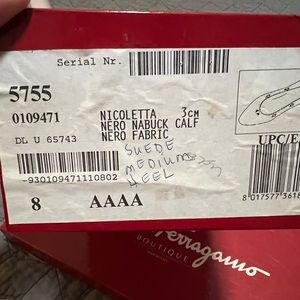 Serial Nr.
5755
0109471
DL U 65743
NICOLETTA 3cm
NERO NABUCK CALF
NERO FABRIC
SUEDE
MEDIUM
HEEL
UPC/E
-930109471110802
8 AAAA
8 017577 3618
Ferragamo
BOUTIQUE